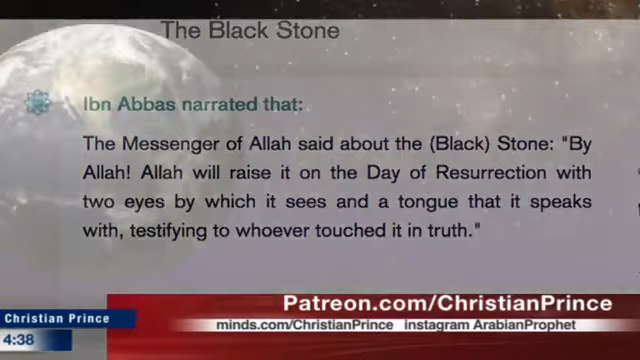 The Black Stone
Ibn Abbas narrated that:
The Messenger of Allah said about the (Black) Stone: "By
Allah! Allah will raise it on the Day of Resurrection with
two eyes by which it sees and a tongue that it speaks
with, testifying to whoever touched it in truth."
Patreon.com/ChristianPrince
Christian Prince
minds.com/ChristianPrince instagram ArabianProphet
4:38